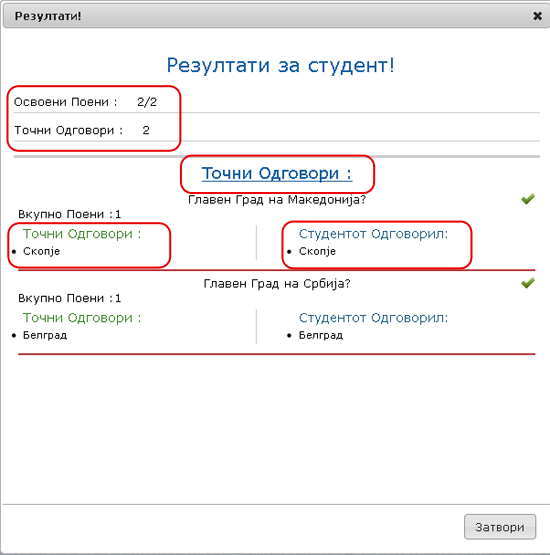 Резултати!
Резултати за студент!
Освоени Поени : 2/2
Точни Одговори : 2
Точни Одговори :
Главен Град на Македонија?
Вкупно Поени :1
Точни Одговори : Студентот Одговорил:
• Скопје • Скопје
Главен Град на Србија?
Вкупно Поени :1
Точни Одговори : Студентот Одговорил:
• Белград • Белград
Затвори